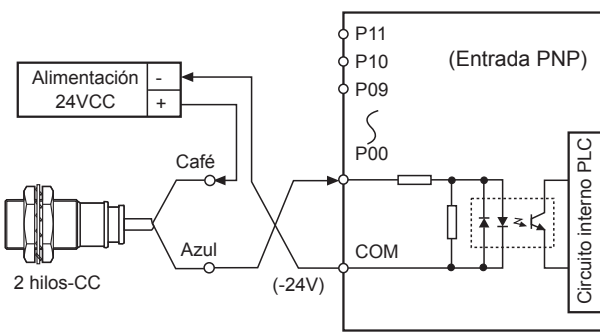 P11
P10
(Entrada PNP)
P09
Alimentación -
24VCC +
P00
Café
Azul
COM
2 hilos-CC
(-24V)
Circuito interno PLC